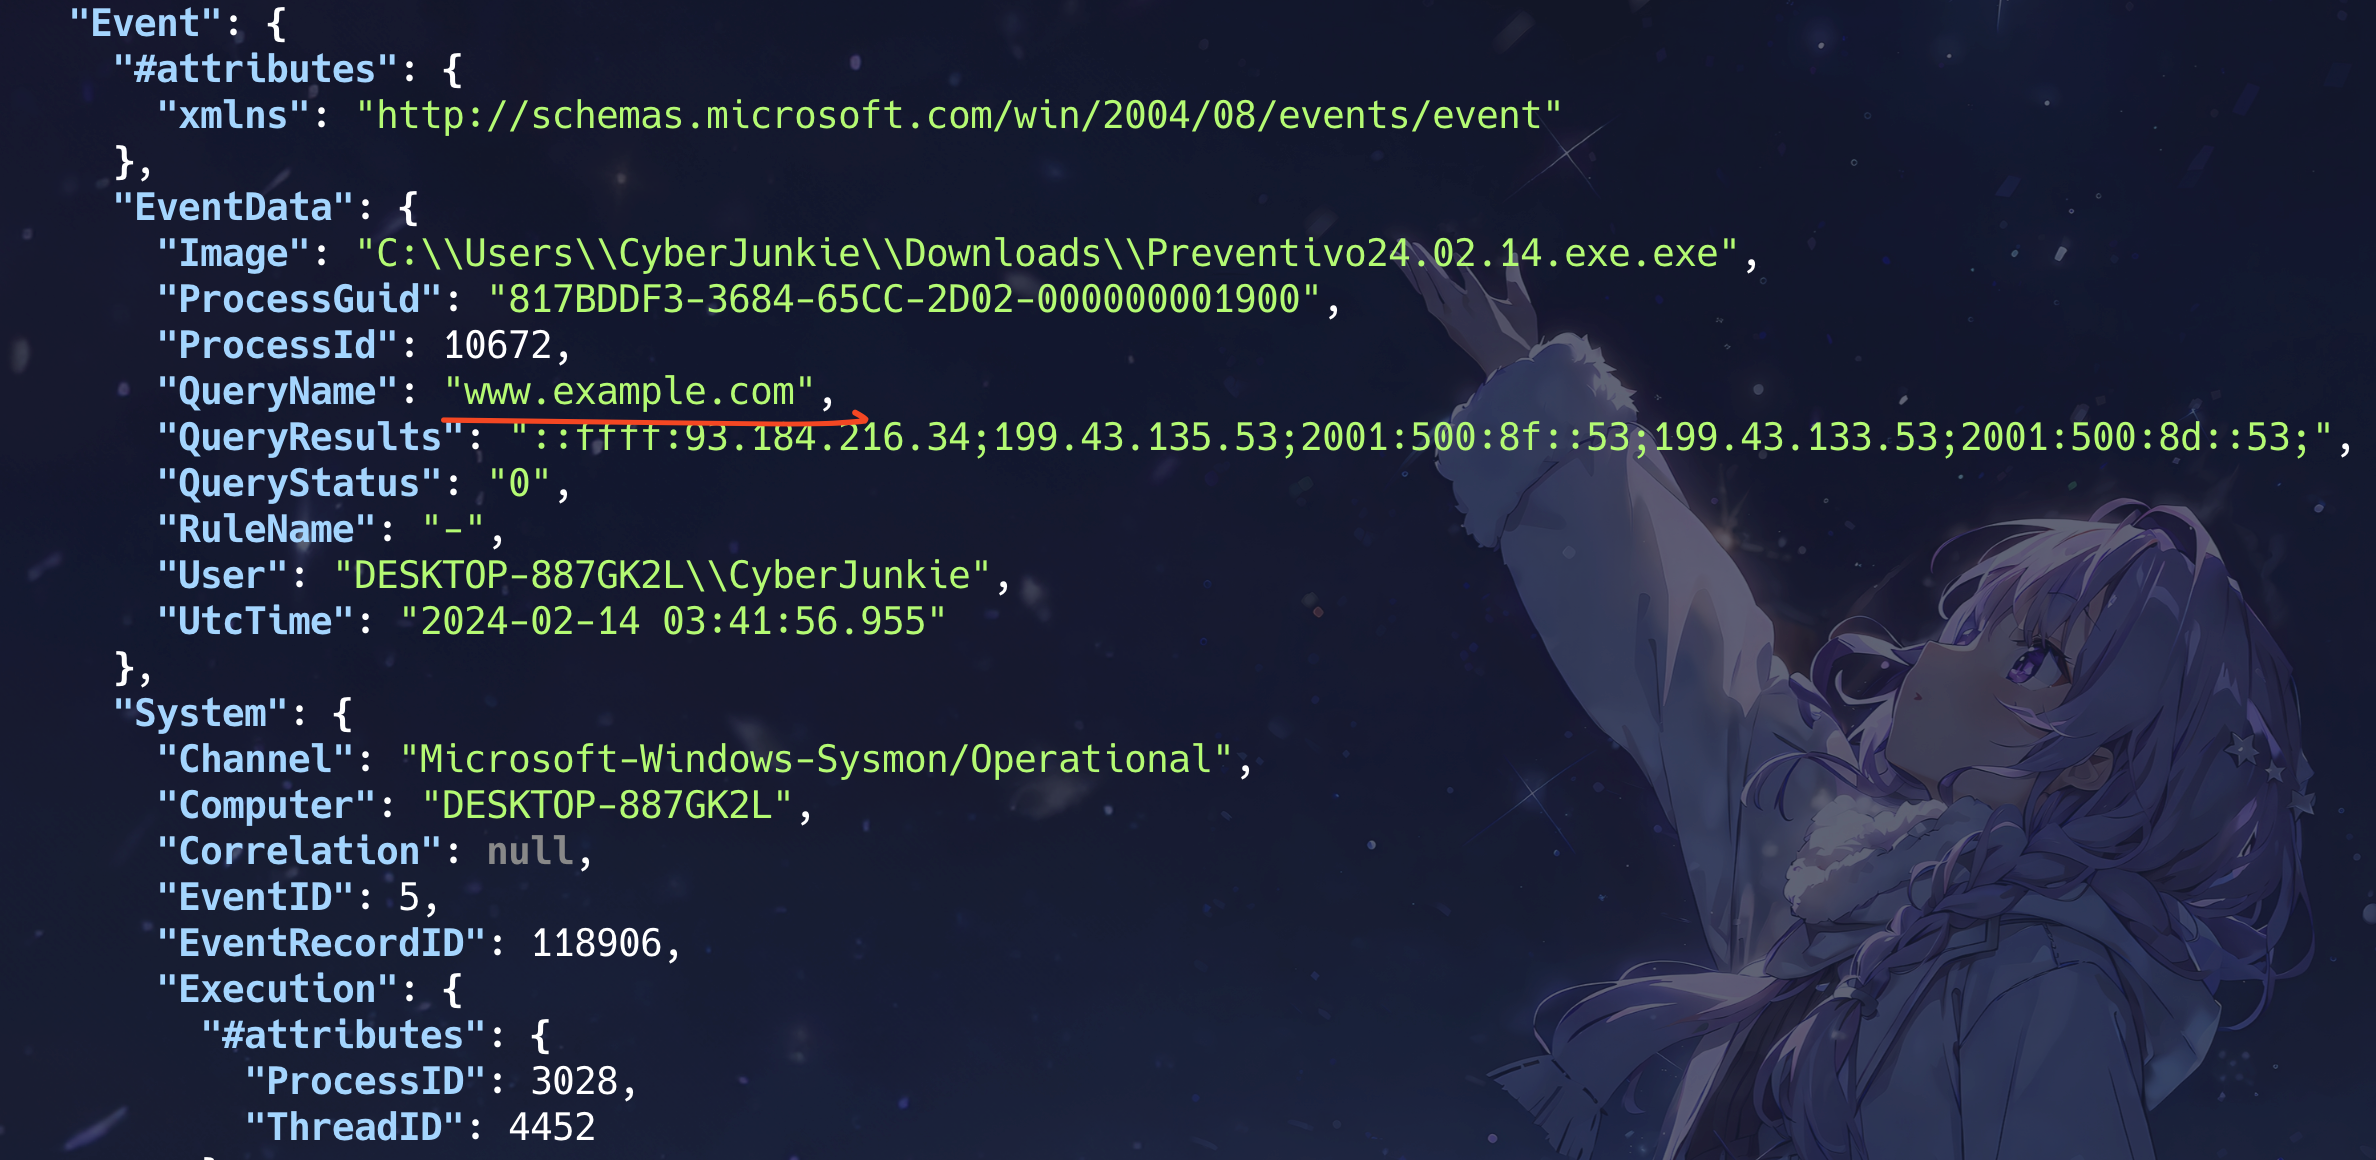 "Event": {
"#attributes": {
"xmlns": "http://schemas.microsoft.com/win/2004/08/events/event"
},
"EventData": {
"Image": "C:\\Users\\CyberJunkie\\Downloads\\Preventivo24.02.14.exe.exe",
"ProcessGuid": "817BDDF3-3684-65CC-2D02-000000001900",
"ProcessId": 10672,
"QueryName": "www.example.com",
"QueryResults": "::ffff:93.184.216.34;199.43.135.53;2001:500:8f::53;199.43.133.53;2001:500:8d::53;",
"QueryStatus": "0",
"RuleName": "-",
"User": "DESKTOP-887GK2L\\CyberJunkie",
"UtcTime": "2024-02-14 03:41:56.955"
},
"System": {
"Channel": "Microsoft-Windows-Sysmon/Operational",
"Computer": "DESKTOP-887GK2L",
"Correlation": null,
"EventID": 5,
"EventRecordID": 118906,
"Execution": {
"#attributes": {
"ProcessID": 3028,
"ThreadID": 4452